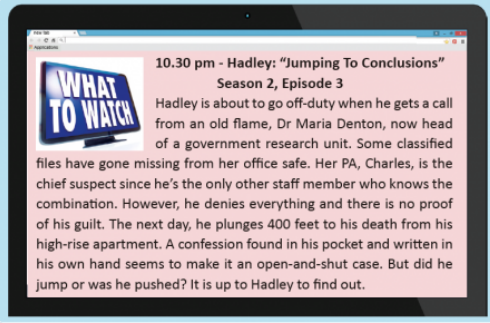 New Tab
Applications
WHAT
TO WATCH
10.30 pm - Hadley: “Jumping To Conclusions”
Season 2, Episode 3
Hadley is about to go off-duty when he gets a call
from an old flame, Dr Maria Denton, now head
of a government research unit. Some classified
files have gone missing from her office safe. Her PA, Charles, is the
chief suspect since he’s the only other staff member who knows the
combination. However, he denies everything and there is no proof
of his guilt. The next day, he plunges 400 feet to his death from his
high-rise apartment. A confession found in his pocket and written in
his own hand seems to make it an open-and-shut case. But did he
jump or was he pushed? It is up to Hadley to find out.